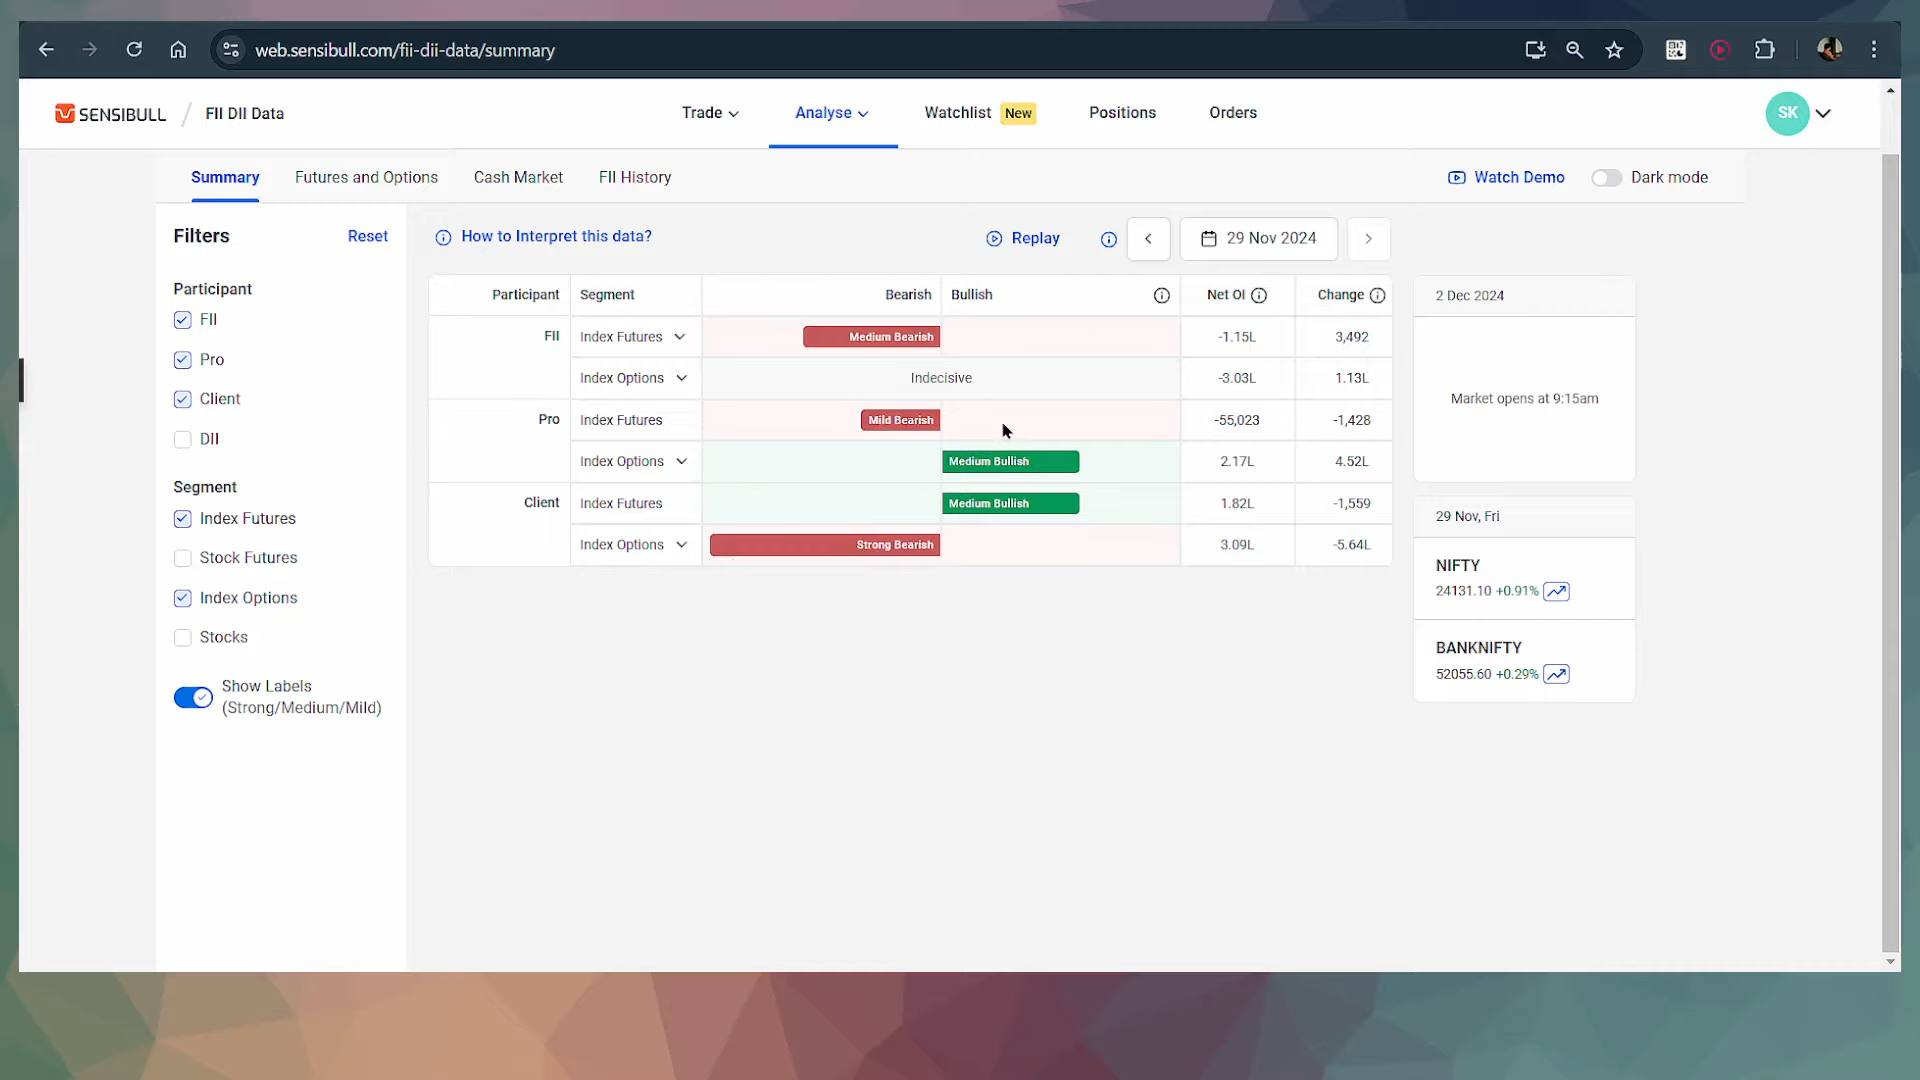 web.sensibull.com/fii-dii-data/summary
SENSIBULL / FII DII Data
Trade
Analyse
Watchlist New
Positions
Orders
SK
Summary
Futures and Options
Cash Market
FII History
Watch Demo
Dark mode
Filters
Reset
Participant
FII
Pro
Client
DII
Segment
Index Futures
Stock Futures
Index Options
Stocks
Show Labels
(Strong/Medium/Mild)
How to Interpret this data?
Replay
29 Nov 2024
Participant Segment Bearish Bullish Net OI Change
FII Index Futures Medium Bearish -1.15L 3,492
Index Options Indecisive -3.03L 1.13L
Pro Index Futures Mild Bearish -55,023 -1,428
Index Options Medium Bullish 2.17L 4.52L
Client Index Futures Medium Bullish 1.82L -1,559
Index Options Strong Bearish 3.09L -5.64L
2 Dec 2024
Market opens at 9:15am
29 Nov, Fri
NIFTY
24131.10 +0.91%
BANKNIFTY
52055.60 +0.29%